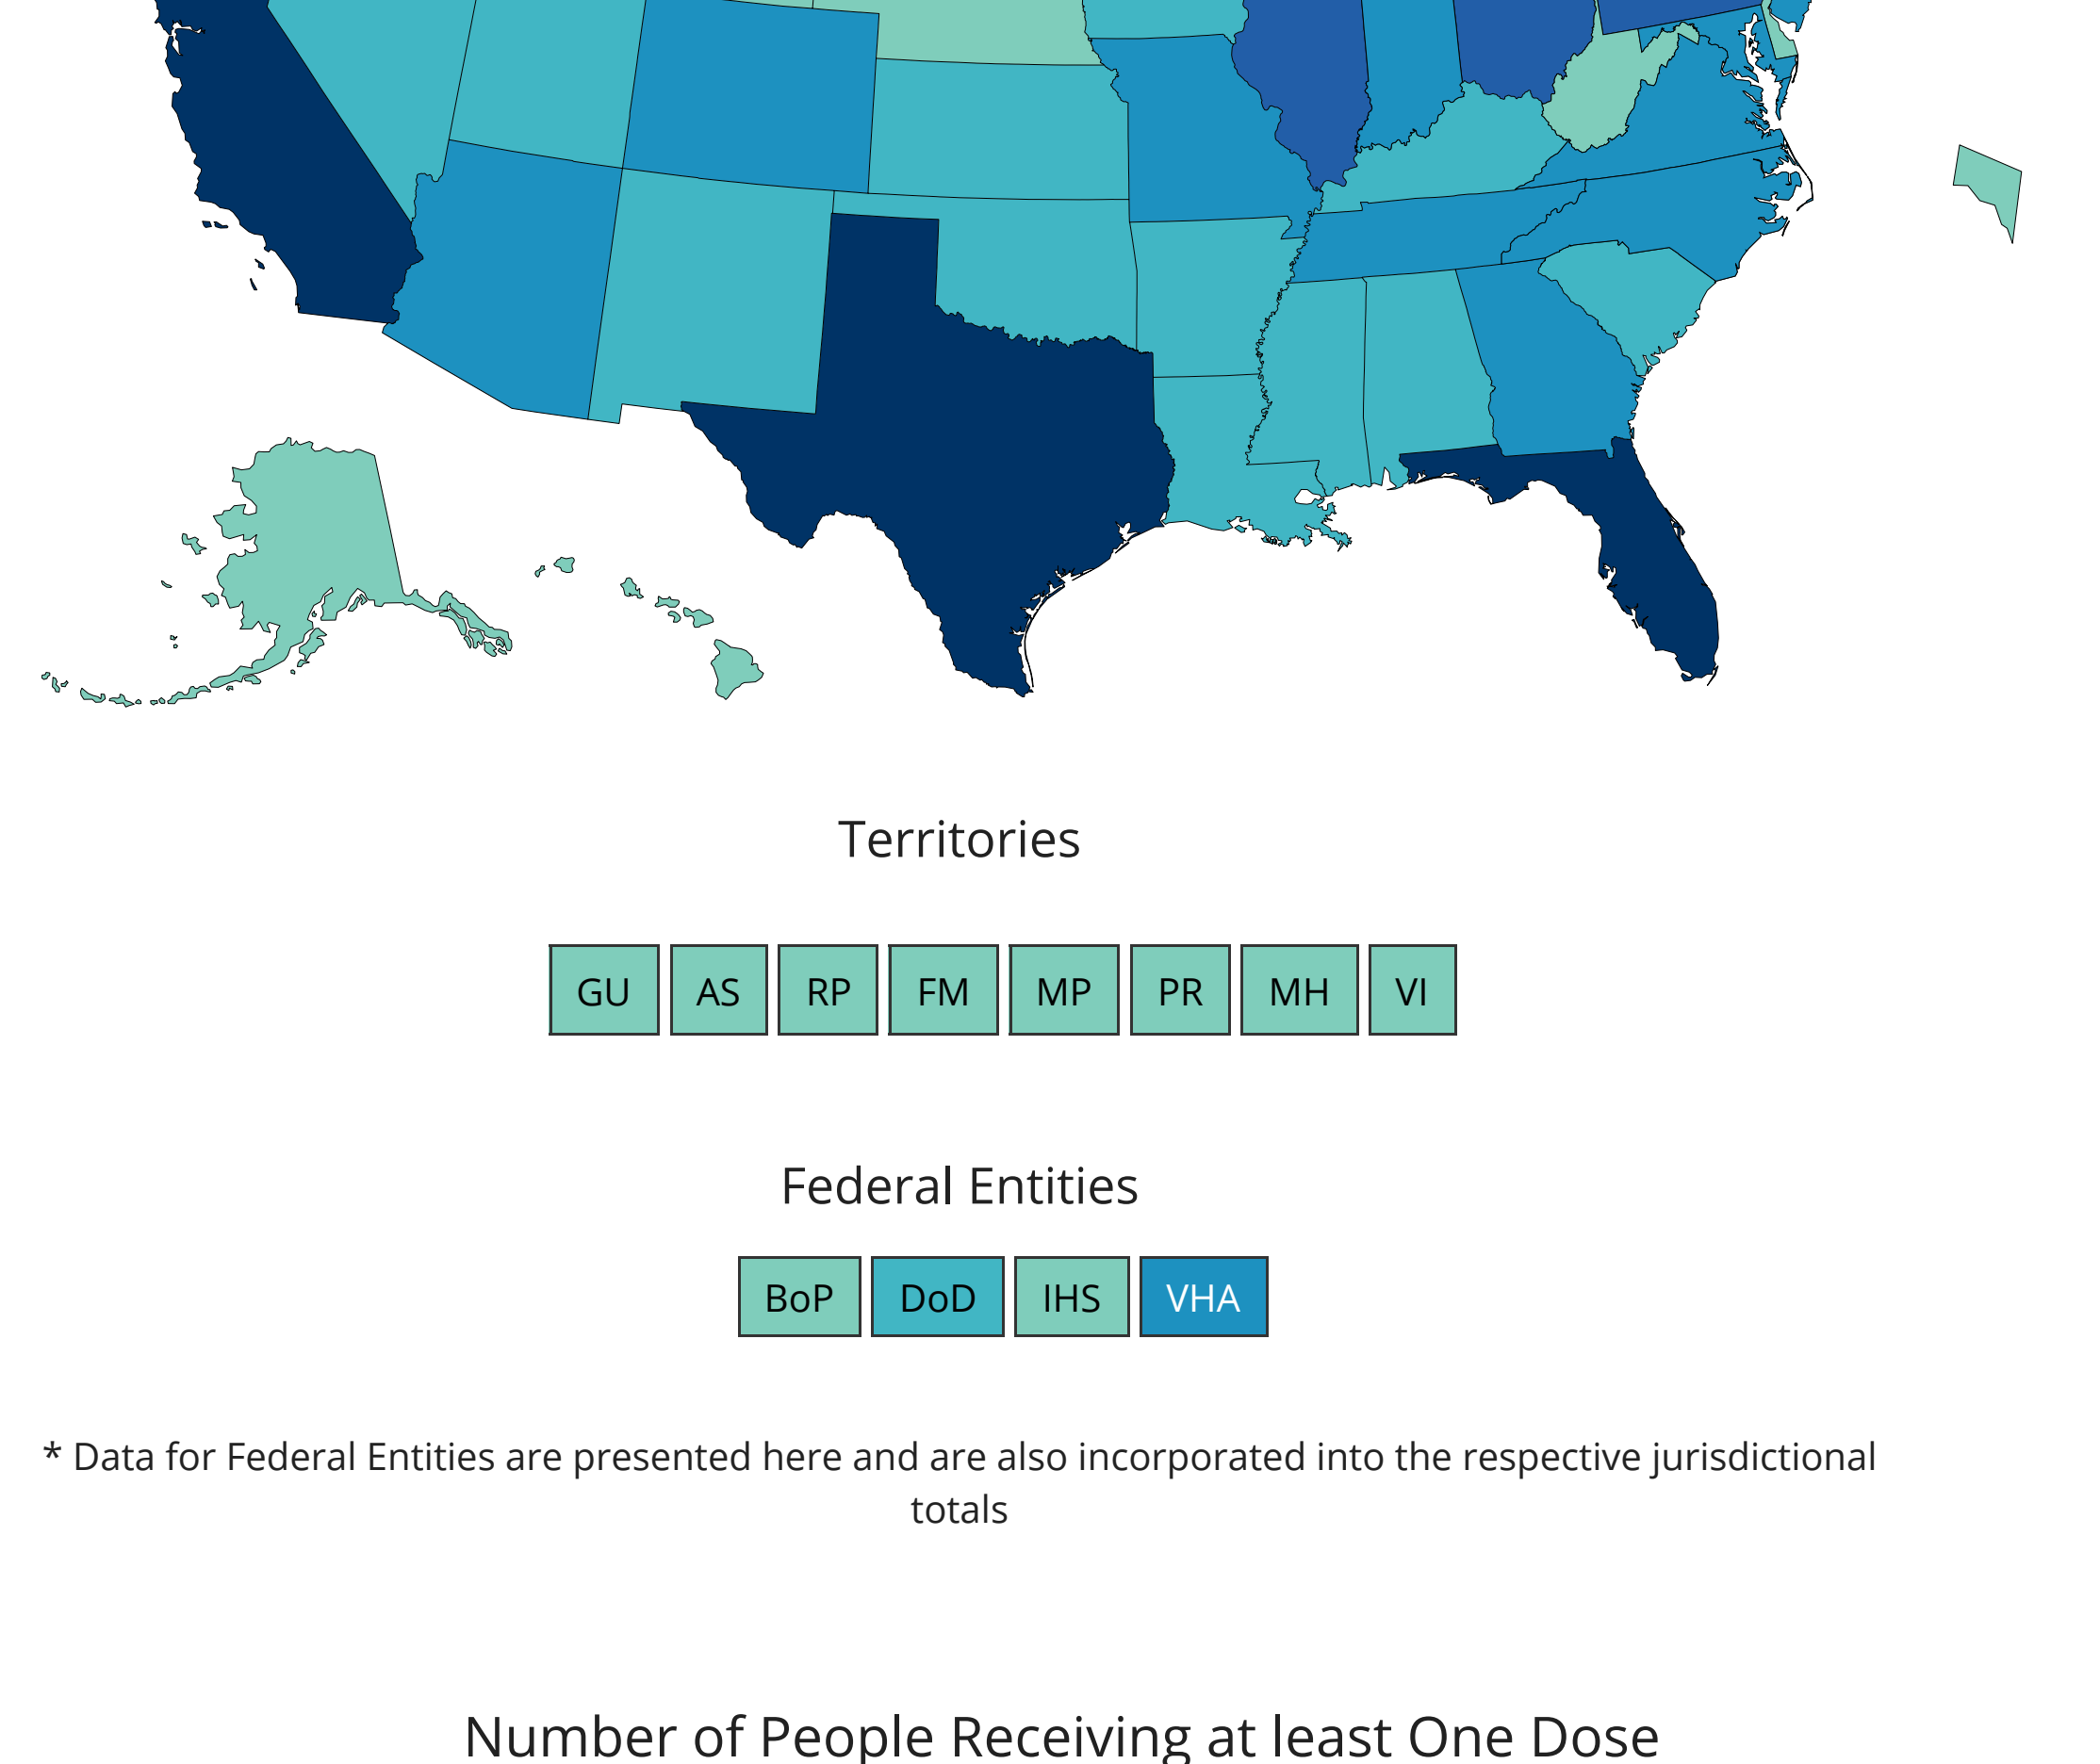 Territories
GU AS RP FM MP PR MH VI
Federal Entities
BoP DoD IHS VHA
* Data for Federal Entities are presented here and are also incorporated into the respective jurisdictional
totals
Number of People Receiving at least One Dose